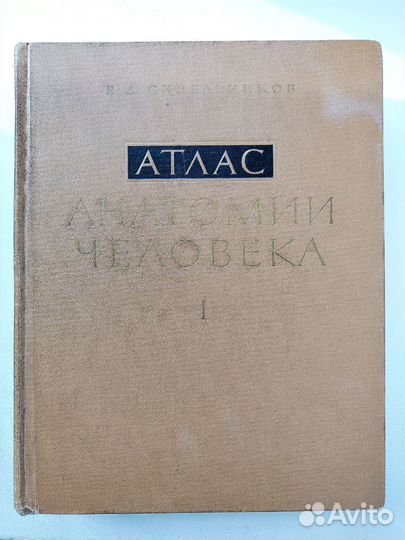 Р. Д. СИНЕЛЬНИКОВ
АТЛАС
АНАТОМИИ
ЧЕЛОВЕКА
I
Avito